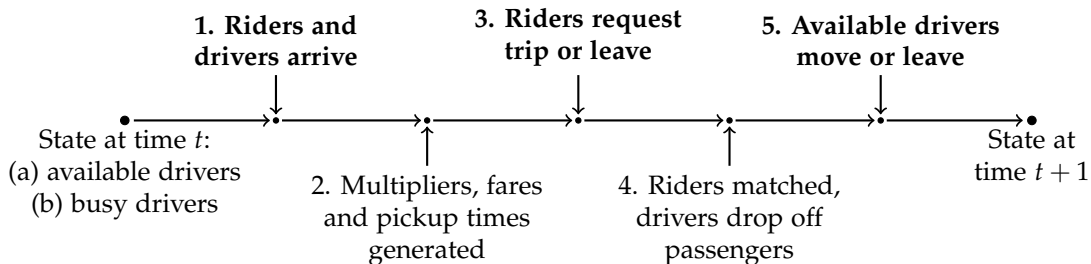 1. Riders and
drivers arrive
3. Riders request
trip or leave
5. Available drivers
move or leave
State at time t:
(a) available drivers
(b) busy drivers
2. Multipliers, fares
and pickup times
generated
4. Riders matched,
drivers drop off
passengers
State at
time t + 1